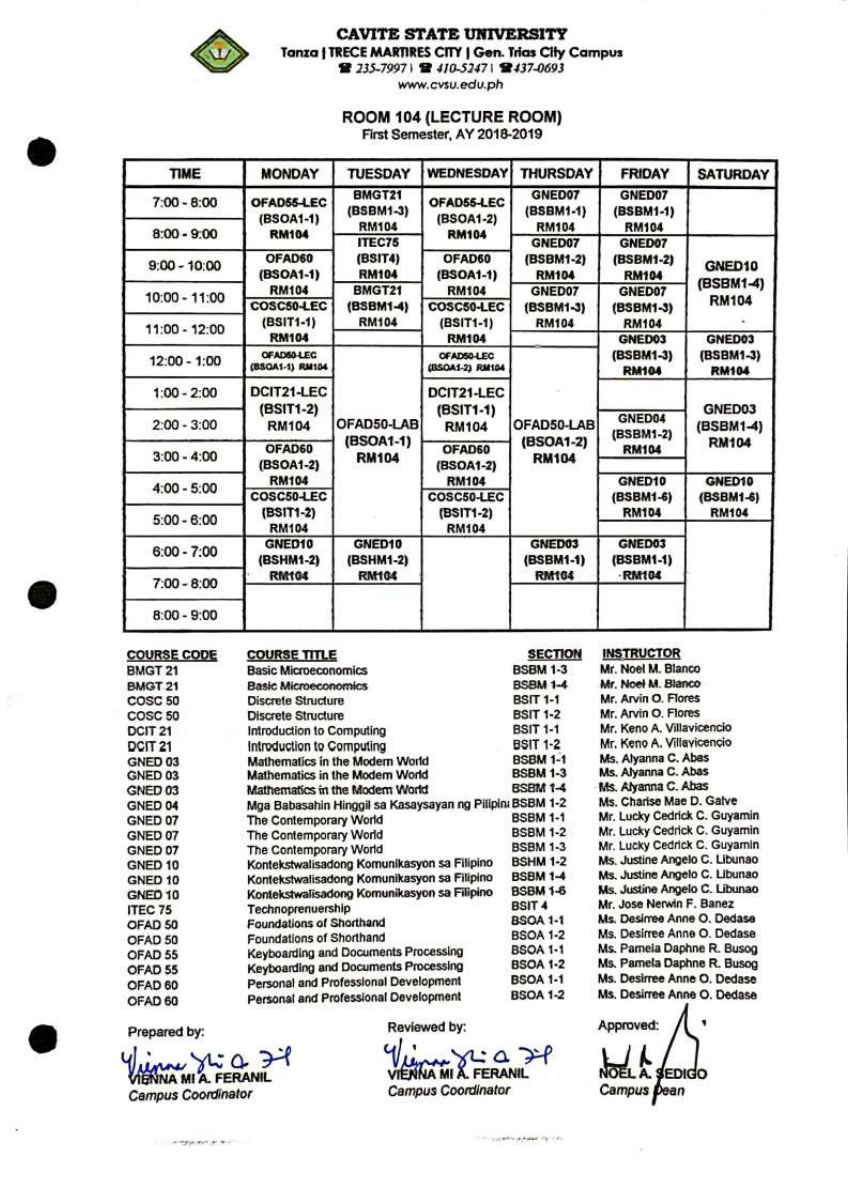 CAVITE STATE UNIVERSITY
Tanza | TRECE MARTIRES CITY | Gen. Trias City Campus
☎ 235-7997 | ☎ 410-5247 | ☎ 437-0693
www.cvsu.edu.ph
ROOM 104 (LECTURE ROOM)
First Semester, AY 2018-2019
TIME MONDAY TUESDAY WEDNESDAY THURSDAY FRIDAY SATURDAY
7:00 - 8:00
8:00 - 9:00
9:00 - 10:00
10:00 - 11:00
11:00 - 12:00
12:00 - 1:00
1:00 - 2:00
2:00 - 3:00
3:00 - 4:00
4:00 - 5:00
5:00 - 6:00
6:00 - 7:00
7:00 - 8:00
8:00 - 9:00
OFAD55-LEC
(BSOA1-1)
RM104
OFAD60
(BSOA1-1)
RM104
COSC50-LEC
(BSIT1-1)
RM104
OFAD50-LEC
(BSOA1-1) RM104
DCIT21-LEC
(BSIT1-2)
RM104
OFAD60
(BSOA1-2)
RM104
COSC50-LEC
(BSIT1-2)
RM104
GNED10
(BSHM1-2)
RM104
BMGT21
(BSBM1-3)
RM104
ITEC75
(BSIT4)
RM104
BMGT21
(BSBM1-4)
RM104
OFAD50-LAB
(BSOA1-1)
RM104
GNED10
(BSHM1-2)
RM104
OFAD55-LEC
(BSOA1-2)
RM104
OFAD60
(BSOA1-1)
RM104
COSC50-LEC
(BSIT1-1)
RM104
OFAD50-LEC
(BSOA1-2) RM104
DCIT21-LEC
(BSIT1-1)
RM104
OFAD60
(BSOA1-2)
RM104
COSC50-LEC
(BSIT1-2)
RM104
GNED07
(BSBM1-1)
RM104
GNED07
(BSBM1-2)
RM104
GNED07
(BSBM1-3)
RM104
OFAD50-LAB
(BSOA1-2)
RM104
GNED03
(BSBM1-1)
RM104
GNED07
(BSBM1-1)
RM104
GNED07
(BSBM1-2)
RM104
GNED07
(BSBM1-3)
RM104
GNED03
(BSBM1-3)
RM104
GNED04
(BSBM1-2)
RM104
GNED10
(BSBM1-6)
RM104
GNED03
(BSBM1-1)
RM104
GNED10
(BSBM1-4)
RM104
GNED03
(BSBM1-3)
RM104
GNED03
(BSBM1-4)
RM104
GNED10
(BSBM1-6)
RM104
COURSE CODE COURSE TITLE SECTION INSTRUCTOR
BMGT 21 Basic Microeconomics BSBM 1-3 Mr. Noel M. Blanco
BMGT 21 Basic Microeconomics BSBM 1-4 Mr. Noel M. Blanco
COSC 50 Discrete Structure BSIT 1-1 Mr. Arvin O. Flores
COSC 50 Discrete Structure BSIT 1-2 Mr. Arvin O. Flores
DCIT 21 Introduction to Computing BSIT 1-1 Mr. Keno A. Villavicencio
DCIT 21 Introduction to Computing BSIT 1-2 Mr. Keno A. Villavicencio
GNED 03 Mathematics in the Modern World BSBM 1-1 Ms. Alyanna C. Abas
GNED 03 Mathematics in the Modern World BSBM 1-3 Ms. Alyanna C. Abas
GNED 03 Mathematics in the Modern World BSBM 1-4 Ms. Alyanna C. Abas
GNED 04 Mga Babasahin Hinggil sa Kasaysayan ng Pilipina BSBM 1-2 Ms. Charise Mae D. Galve
GNED 07 The Contemporary World BSBM 1-1 Mr. Lucky Cedrick C. Guyamin
GNED 07 The Contemporary World BSBM 1-2 Mr. Lucky Cedrick C. Guyamin
GNED 07 The Contemporary World BSBM 1-3 Mr. Lucky Cedrick C. Guyamin
GNED 10 Kontekstwalisadong Komunikasyon sa Filipino BSHM 1-2 Ms. Justine Angelo C. Libunao
GNED 10 Kontekstwalisadong Komunikasyon sa Filipino BSBM 1-4 Ms. Justine Angelo C. Libunao
GNED 10 Kontekstwalisadong Komunikasyon sa Filipino BSBM 1-6 Ms. Justine Angelo C. Libunao
ITEC 75 Technoprenuership BSIT 4 Mr. Jose Nerwin F. Banez
OFAD 50 Foundations of Shorthand BSOA 1-1 Ms. Desirree Anne O. Dedase
OFAD 50 Foundations of Shorthand BSOA 1-2 Ms. Desirree Anne O. Dedase
OFAD 55 Keyboarding and Documents Processing BSOA 1-1 Ms. Pamela Daphne R. Busog
OFAD 55 Keyboarding and Documents Processing BSOA 1-2 Ms. Pamela Daphne R. Busog
OFAD 60 Personal and Professional Development BSOA 1-1 Ms. Desirree Anne O. Dedase
OFAD 60 Personal and Professional Development BSOA 1-2 Ms. Desirree Anne O. Dedase
Prepared by: Reviewed by: Approved:
VIENNA MI A. FERANIL VIENNA MI A. FERANIL NOEL A. SEDIGO
Campus Coordinator Campus Coordinator Campus Dean